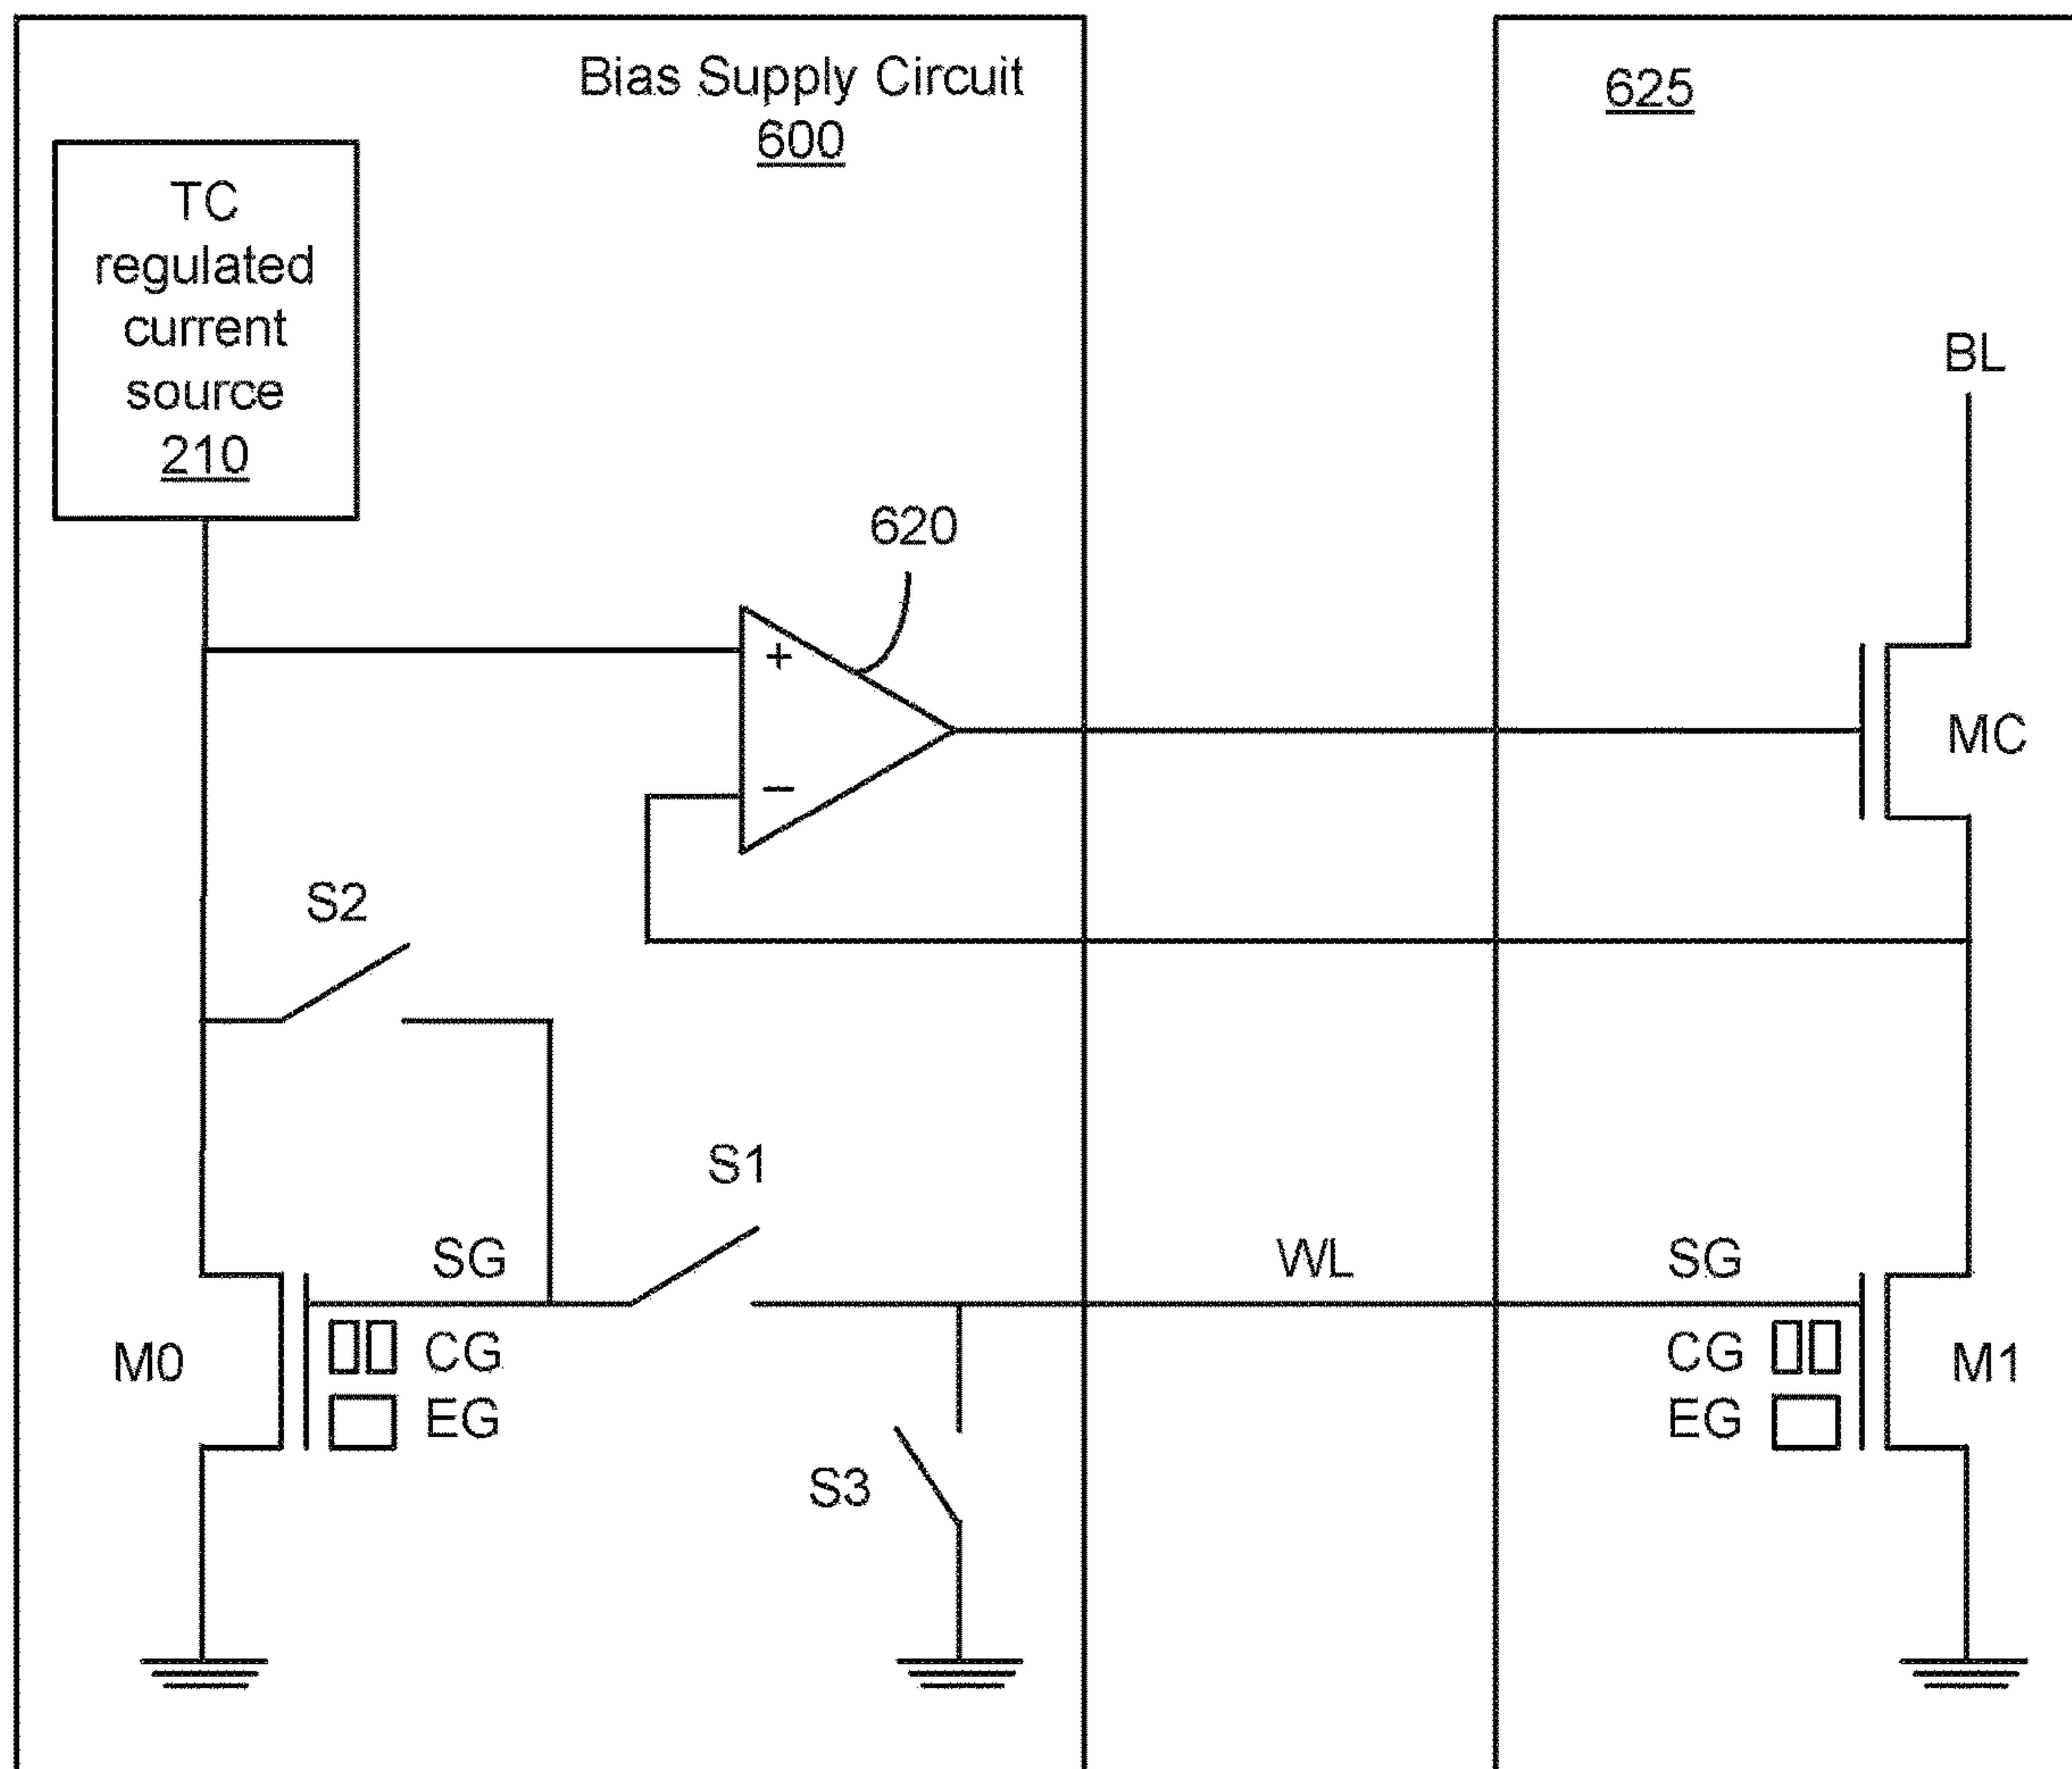 Bias Supply Circuit
600
625
TC
regulated
current
source
210
BL
620
+
MC
−
S2
S1
SG
WL
SG
M0
CG
CG
M1
EG
EG
S3